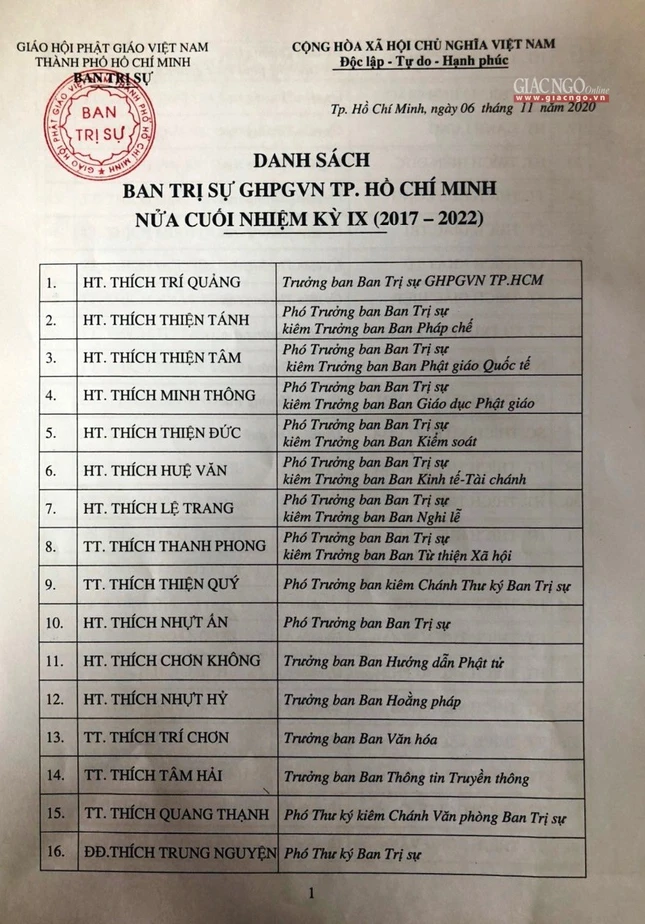 GIÁO HỘI PHẬT GIÁO VIỆT NAM
THÀNH PHỐ HỒ CHÍ MINH
BAN TRỊ SỰ
CỘNG HÒA XÃ HỘI CHỦ NGHĨA VIỆT NAM
Độc lập - Tự do - Hạnh phúc
GIÁO HỘI PHẬT GIÁO VIỆT NAM THÀNH PHỐ HỒ CHÍ MINH
BAN
TRỊ SỰ
GIÁC NGỘ Online
www.giacngo.vn
Tp. Hồ Chí Minh, ngày 06 tháng 11 năm 2020
DANH SÁCH
BAN TRỊ SỰ GHPGVN TP. HỒ CHÍ MINH
NỬA CUỐI NHIỆM KỲ IX (2017 – 2022)
1. HT. THÍCH TRÍ QUẢNG Trưởng ban Ban Trị sự GHPGVN TP.HCM
2. HT. THÍCH THIỆN TÁNH Phó Trưởng ban Ban Trị sự
kiêm Trưởng ban Ban Pháp chế
3. HT. THÍCH THIỆN TÂM Phó Trưởng ban Ban Trị sự
kiêm Trưởng ban Ban Phật giáo Quốc tế
4. HT. THÍCH MINH THÔNG Phó Trưởng ban Ban Trị sự
kiêm Trưởng ban Ban Giáo dục Phật giáo
5. HT. THÍCH THIỆN ĐỨC Phó Trưởng ban Ban Trị sự
kiêm Trưởng ban Ban Kiểm soát
6. HT. THÍCH HUỆ VĂN Phó Trưởng ban Ban Trị sự
kiêm Trưởng ban Ban Kinh tế-Tài chánh
7. HT. THÍCH LỆ TRANG Phó Trưởng ban Ban Trị sự
kiêm Trưởng ban Ban Nghi lễ
8. TT. THÍCH THANH PHONG Phó Trưởng ban Ban Trị sự
kiêm Trưởng ban Ban Từ thiện Xã hội
9. TT. THÍCH THIỆN QUÝ Phó Trưởng ban kiêm Chánh Thư ký Ban Trị sự
10. HT. THÍCH NHỰT ẤN Phó Trưởng ban Ban Trị sự
11. HT. THÍCH CHƠN KHÔNG Trưởng ban Ban Hướng dẫn Phật tử
12. HT. THÍCH NHỰT HỶ Trưởng ban Ban Hoằng pháp
13. TT. THÍCH TRÍ CHƠN Trưởng ban Ban Văn hóa
14. TT. THÍCH TÂM HẢI Trưởng ban Ban Thông tin Truyền thông
15. TT. THÍCH QUANG THẠNH Phó Thư ký kiêm Chánh Văn phòng Ban Trị sự
16. ĐĐ.THÍCH TRUNG NGUYỆN Phó Thư ký Ban Trị sự
1